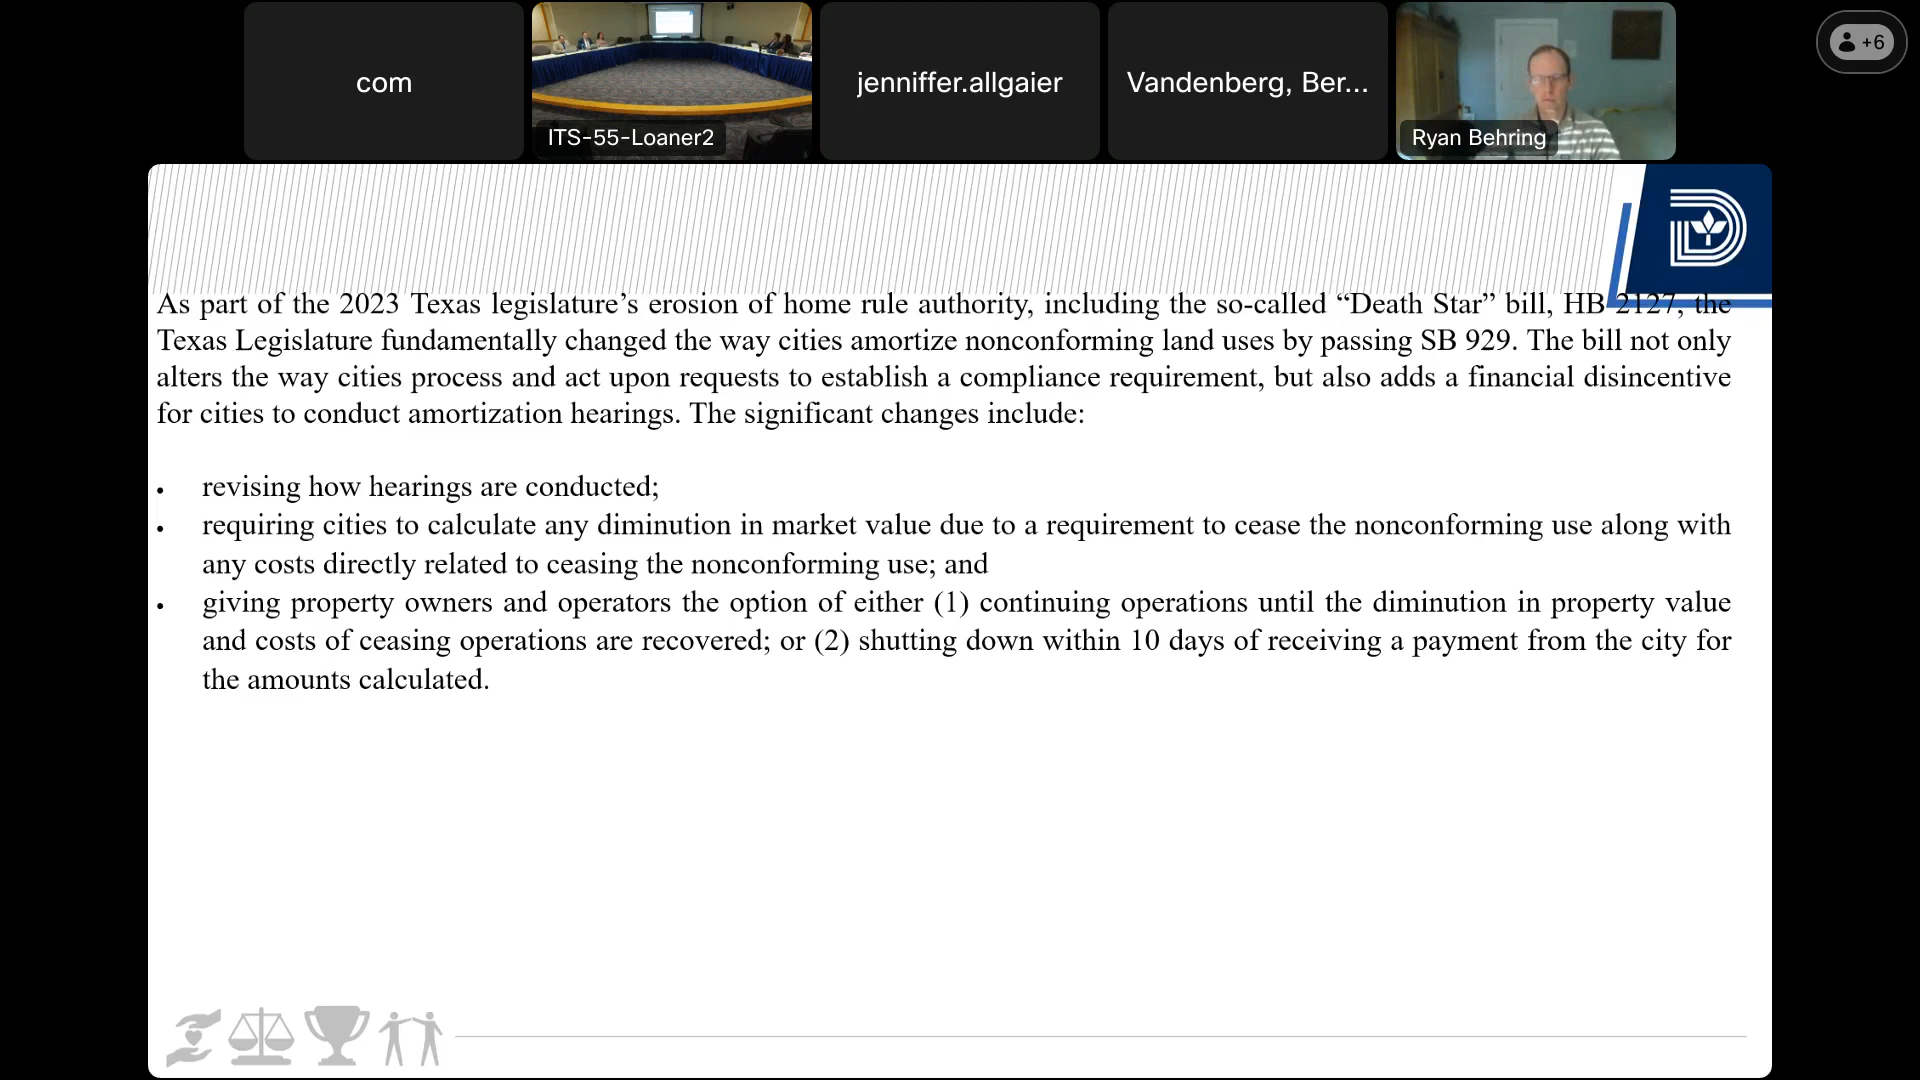 com
ITS-55-Loaner2
jenniffer.allgaier
Vandenberg, Ber...
Ryan Behring
+6
As part of the 2023 Texas legislature’s erosion of home rule authority, including the so-called “Death Star” bill, HB 2127, the
Texas Legislature fundamentally changed the way cities amortize nonconforming land uses by passing SB 929. The bill not only
alters the way cities process and act upon requests to establish a compliance requirement, but also adds a financial disincentive
for cities to conduct amortization hearings. The significant changes include:
• revising how hearings are conducted;
• requiring cities to calculate any diminution in market value due to a requirement to cease the nonconforming use along with
any costs directly related to ceasing the nonconforming use; and
• giving property owners and operators the option of either (1) continuing operations until the diminution in property value
and costs of ceasing operations are recovered; or (2) shutting down within 10 days of receiving a payment from the city for
the amounts calculated.